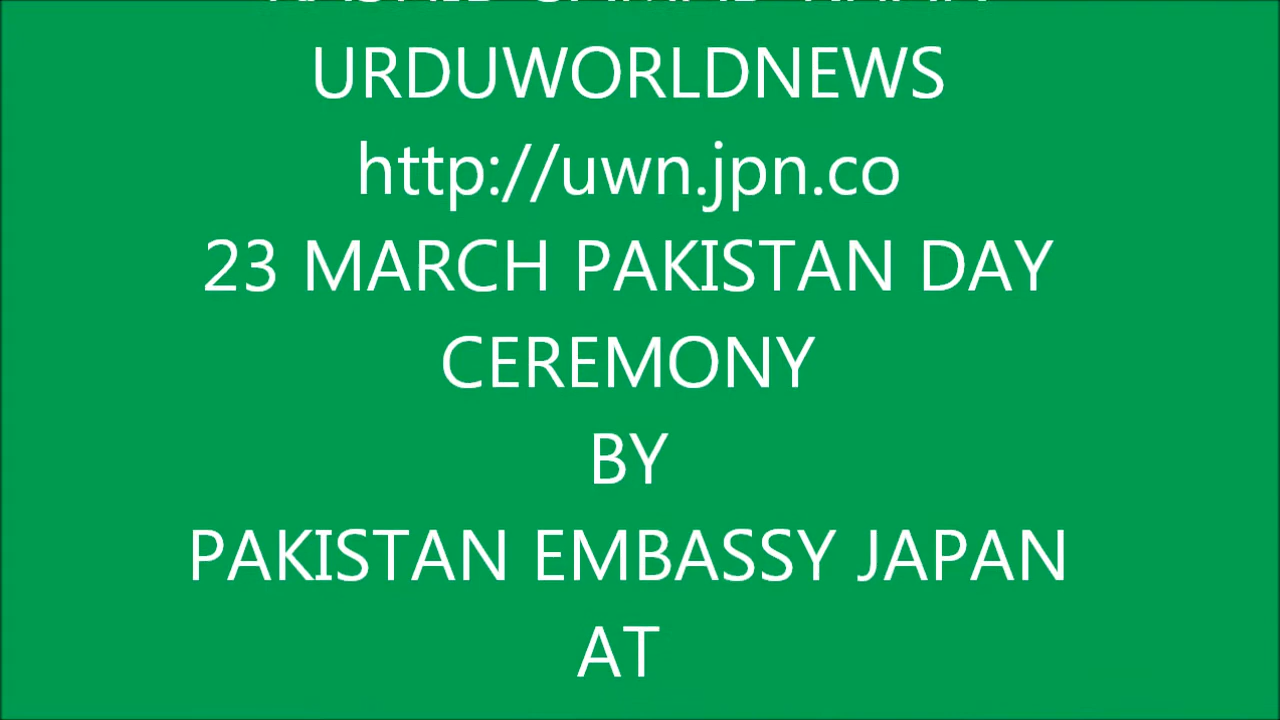 URDUWORLDNEWS
http://uwn.jpn.co
23 MARCH PAKISTAN DAY
CEREMONY
BY
PAKISTAN EMBASSY JAPAN
AT